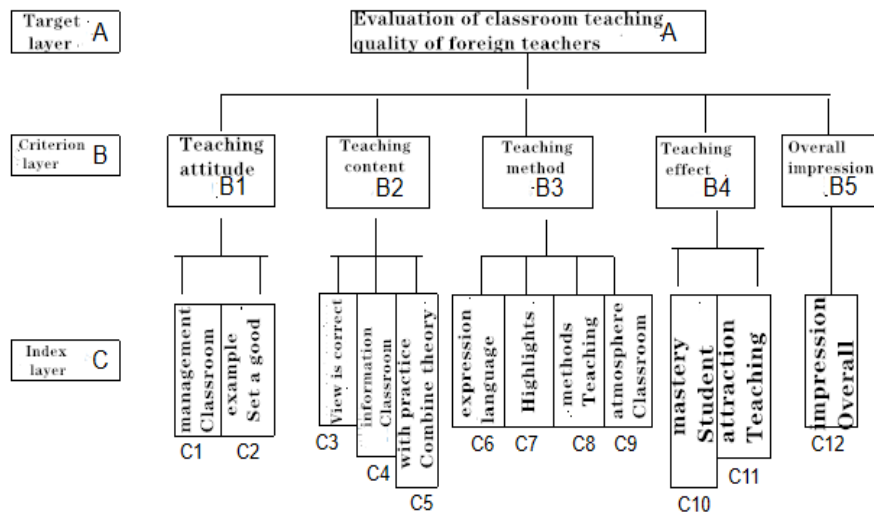 Target
layer A
Evaluation of classroom teaching
quality of foreign teachers A
Criterion
layer B
Teaching
attitude
B1
Teaching
content
B2
Teaching
method
B3
Teaching
effect
B4
Overall
impression
B5
Index
layer C
management
Classroom
example
Set a good
View is correct
information
Classroom
with practice
Combine theory
expression
language
Highlights
methods
Teaching
atmosphere
Classroom
mastery
Student
attraction
Teaching
impression
Overall
C1
C2
C3
C4
C5
C6
C7
C8
C9
C10
C11
C12